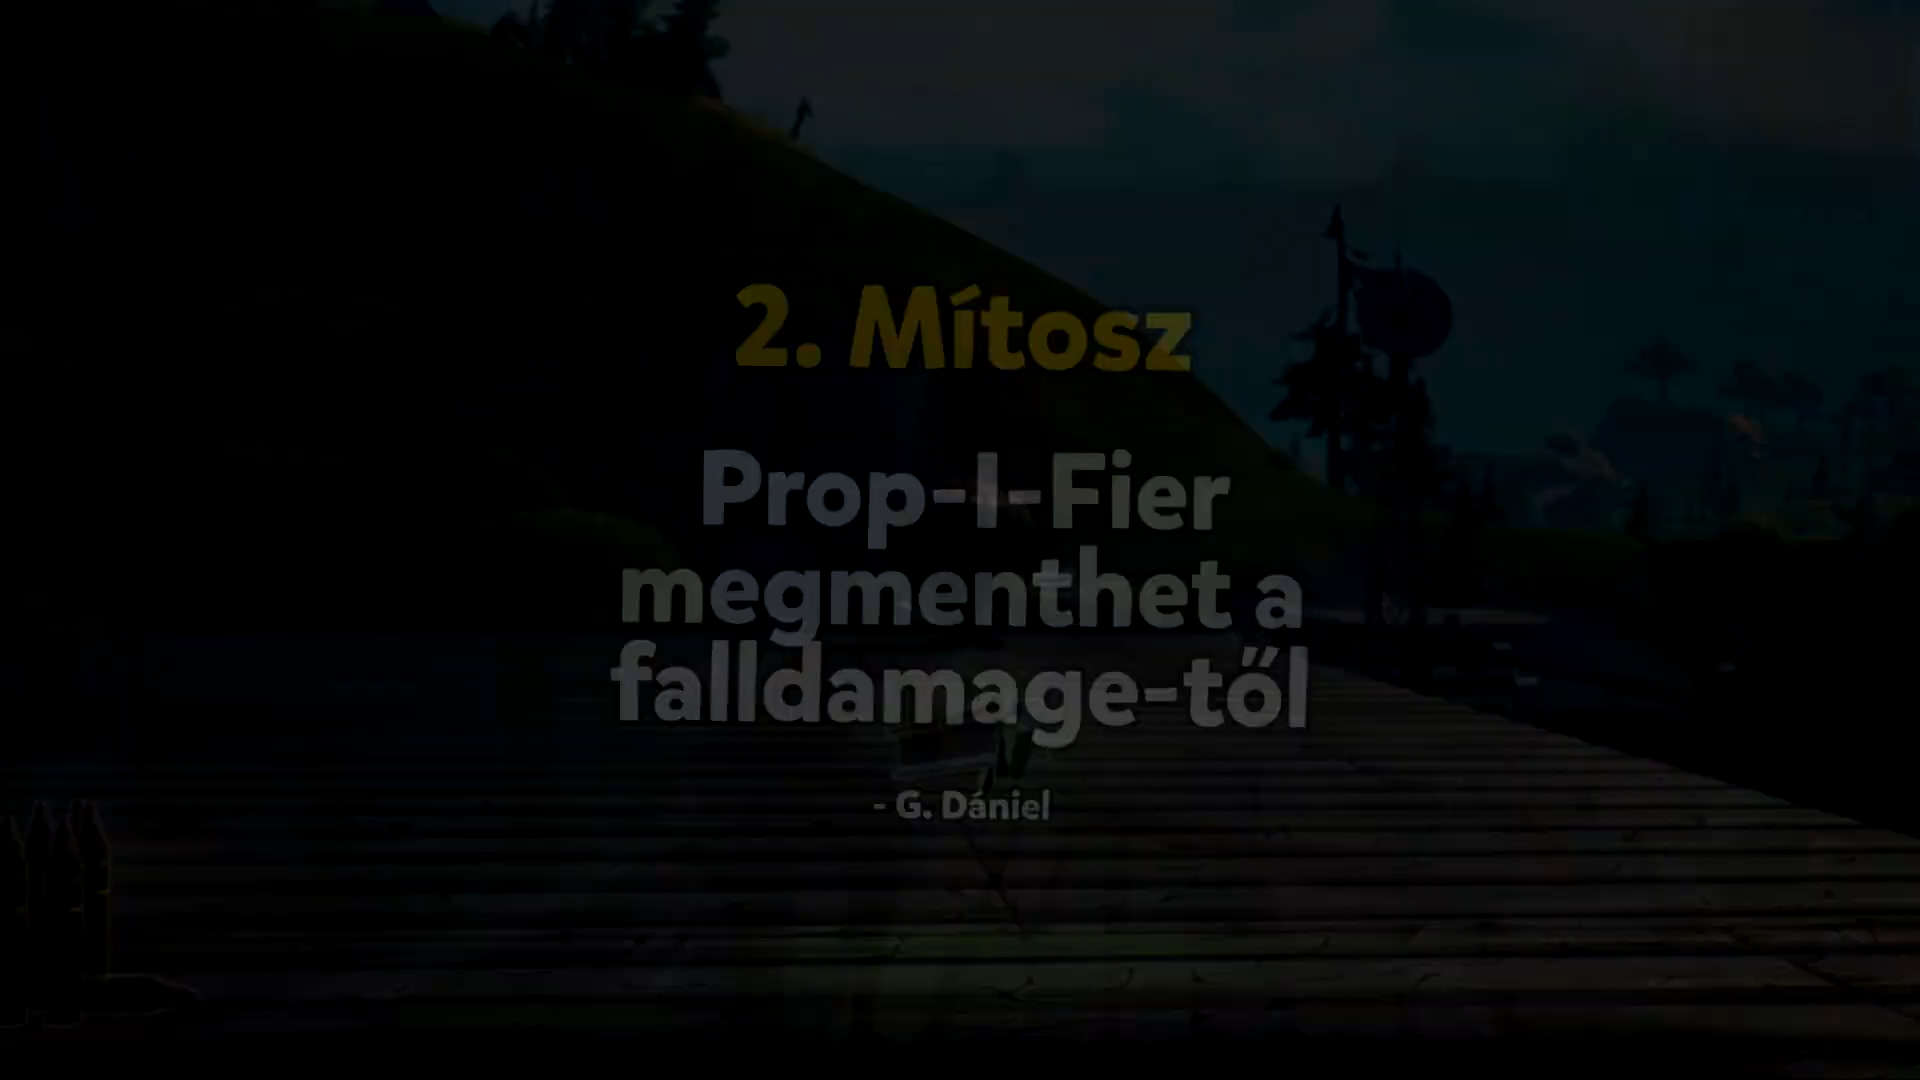 2. Mítosz
Prop-I-Fier
megmenthet a
falldamage-től
- G. Dániel